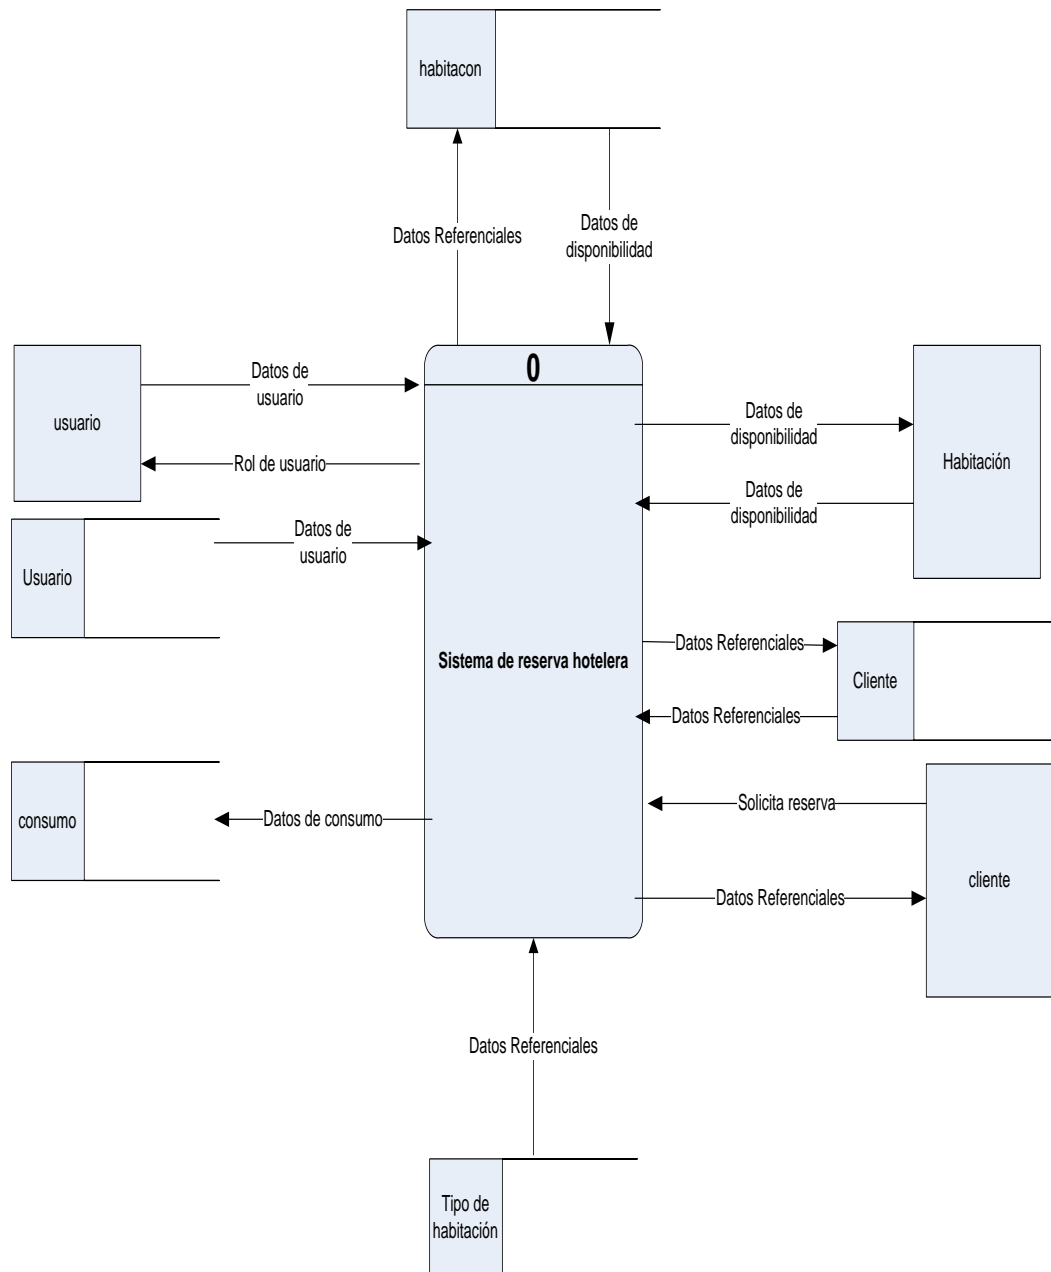 habitacon
Datos Referenciales
Datos de
disponibilidad
0
usuario
Datos de
usuario
Rol de usuario
Datos de
disponibilidad
Datos de
disponibilidad
Habitación
Usuario
Datos de
usuario
Sistema de reserva hotelera
Datos Referenciales
Datos Referenciales
Cliente
consumo
Datos de consumo
Solicita reserva
Datos Referenciales
cliente
Datos Referenciales
Tipo de
habitación